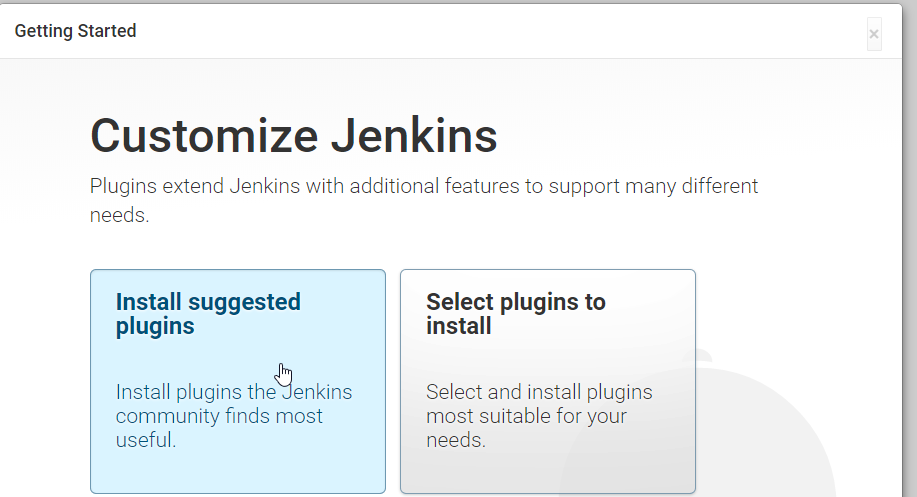 Getting Started
×
Customize Jenkins
Plugins extend Jenkins with additional features to support many different
needs.
Install suggested
plugins
Install plugins the Jenkins
community finds most
useful.
Select plugins to
install
Select and install plugins
most suitable for your
needs.